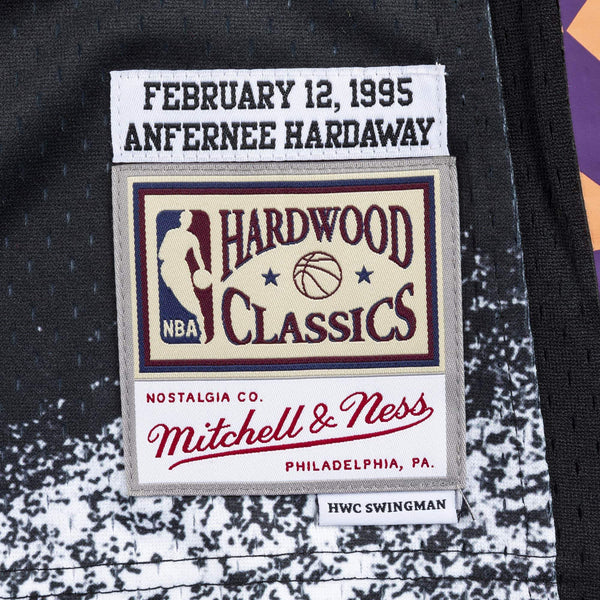 FEBRUARY 12, 1995
ANFERNEE HARDAWAY
HARDWOOD
CLASSICS
NBA
NOSTALGIA CO.
Mitchell & Ness
PHILADELPHIA, PA.
HWC SWINGMAN